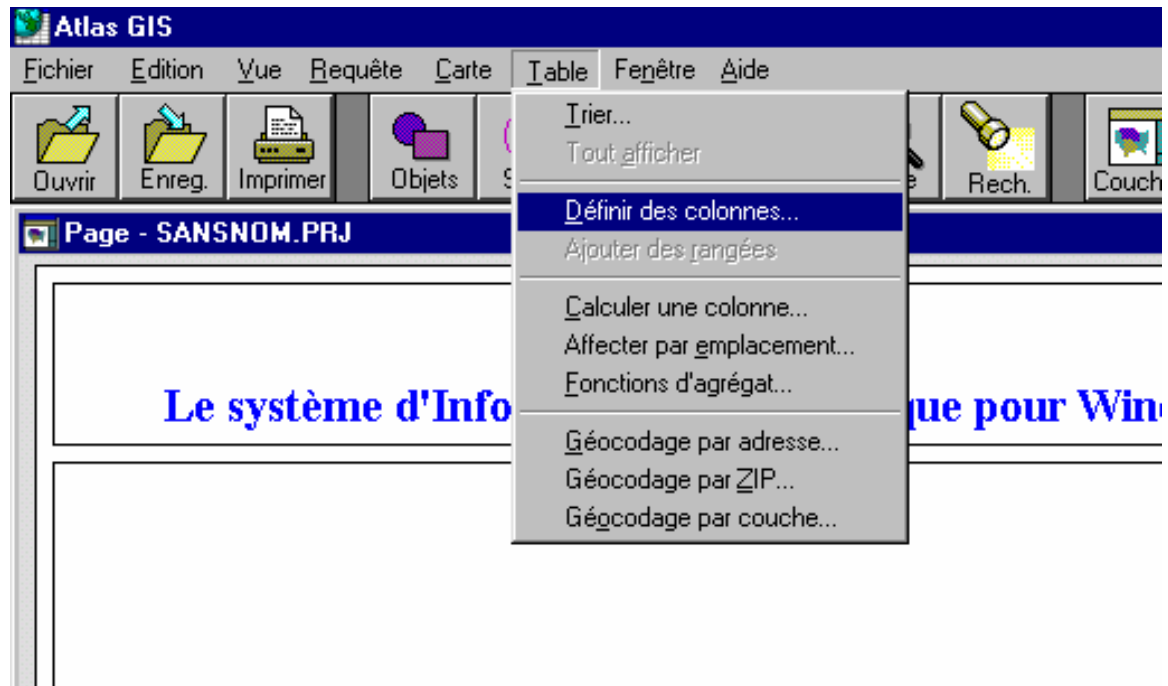 Atlas GIS
Fichier Edition Vue Requête Carte Table Fenêtre Aide
Ouvrir Enreg. Imprimer Objets Rech. Couch
Page - SANSNOM.PRJ
Trier...
Tout afficher
Définir des colonnes...
Ajouter des rangées
Calculer une colonne...
Affecter par emplacement...
Fonctions d'agrégat...
Géocodage par adresse...
Géocodage par ZIP...
Géocodage par couche...
Le système d'Info que pour Win